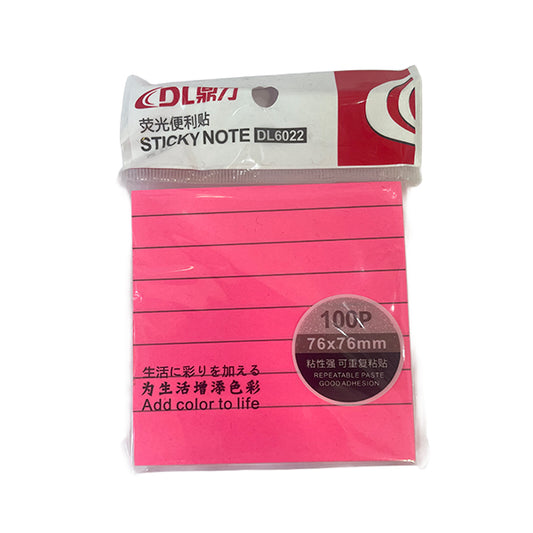 DL鼎力
荧光便利贴
STICKY NOTE DL6022
100P
76x76mm
粘性强 可重复粘贴
REPEATABLE PASTE
GOOD ADHESION
生活に彩りを加える
为生活增添色彩
Add color to life